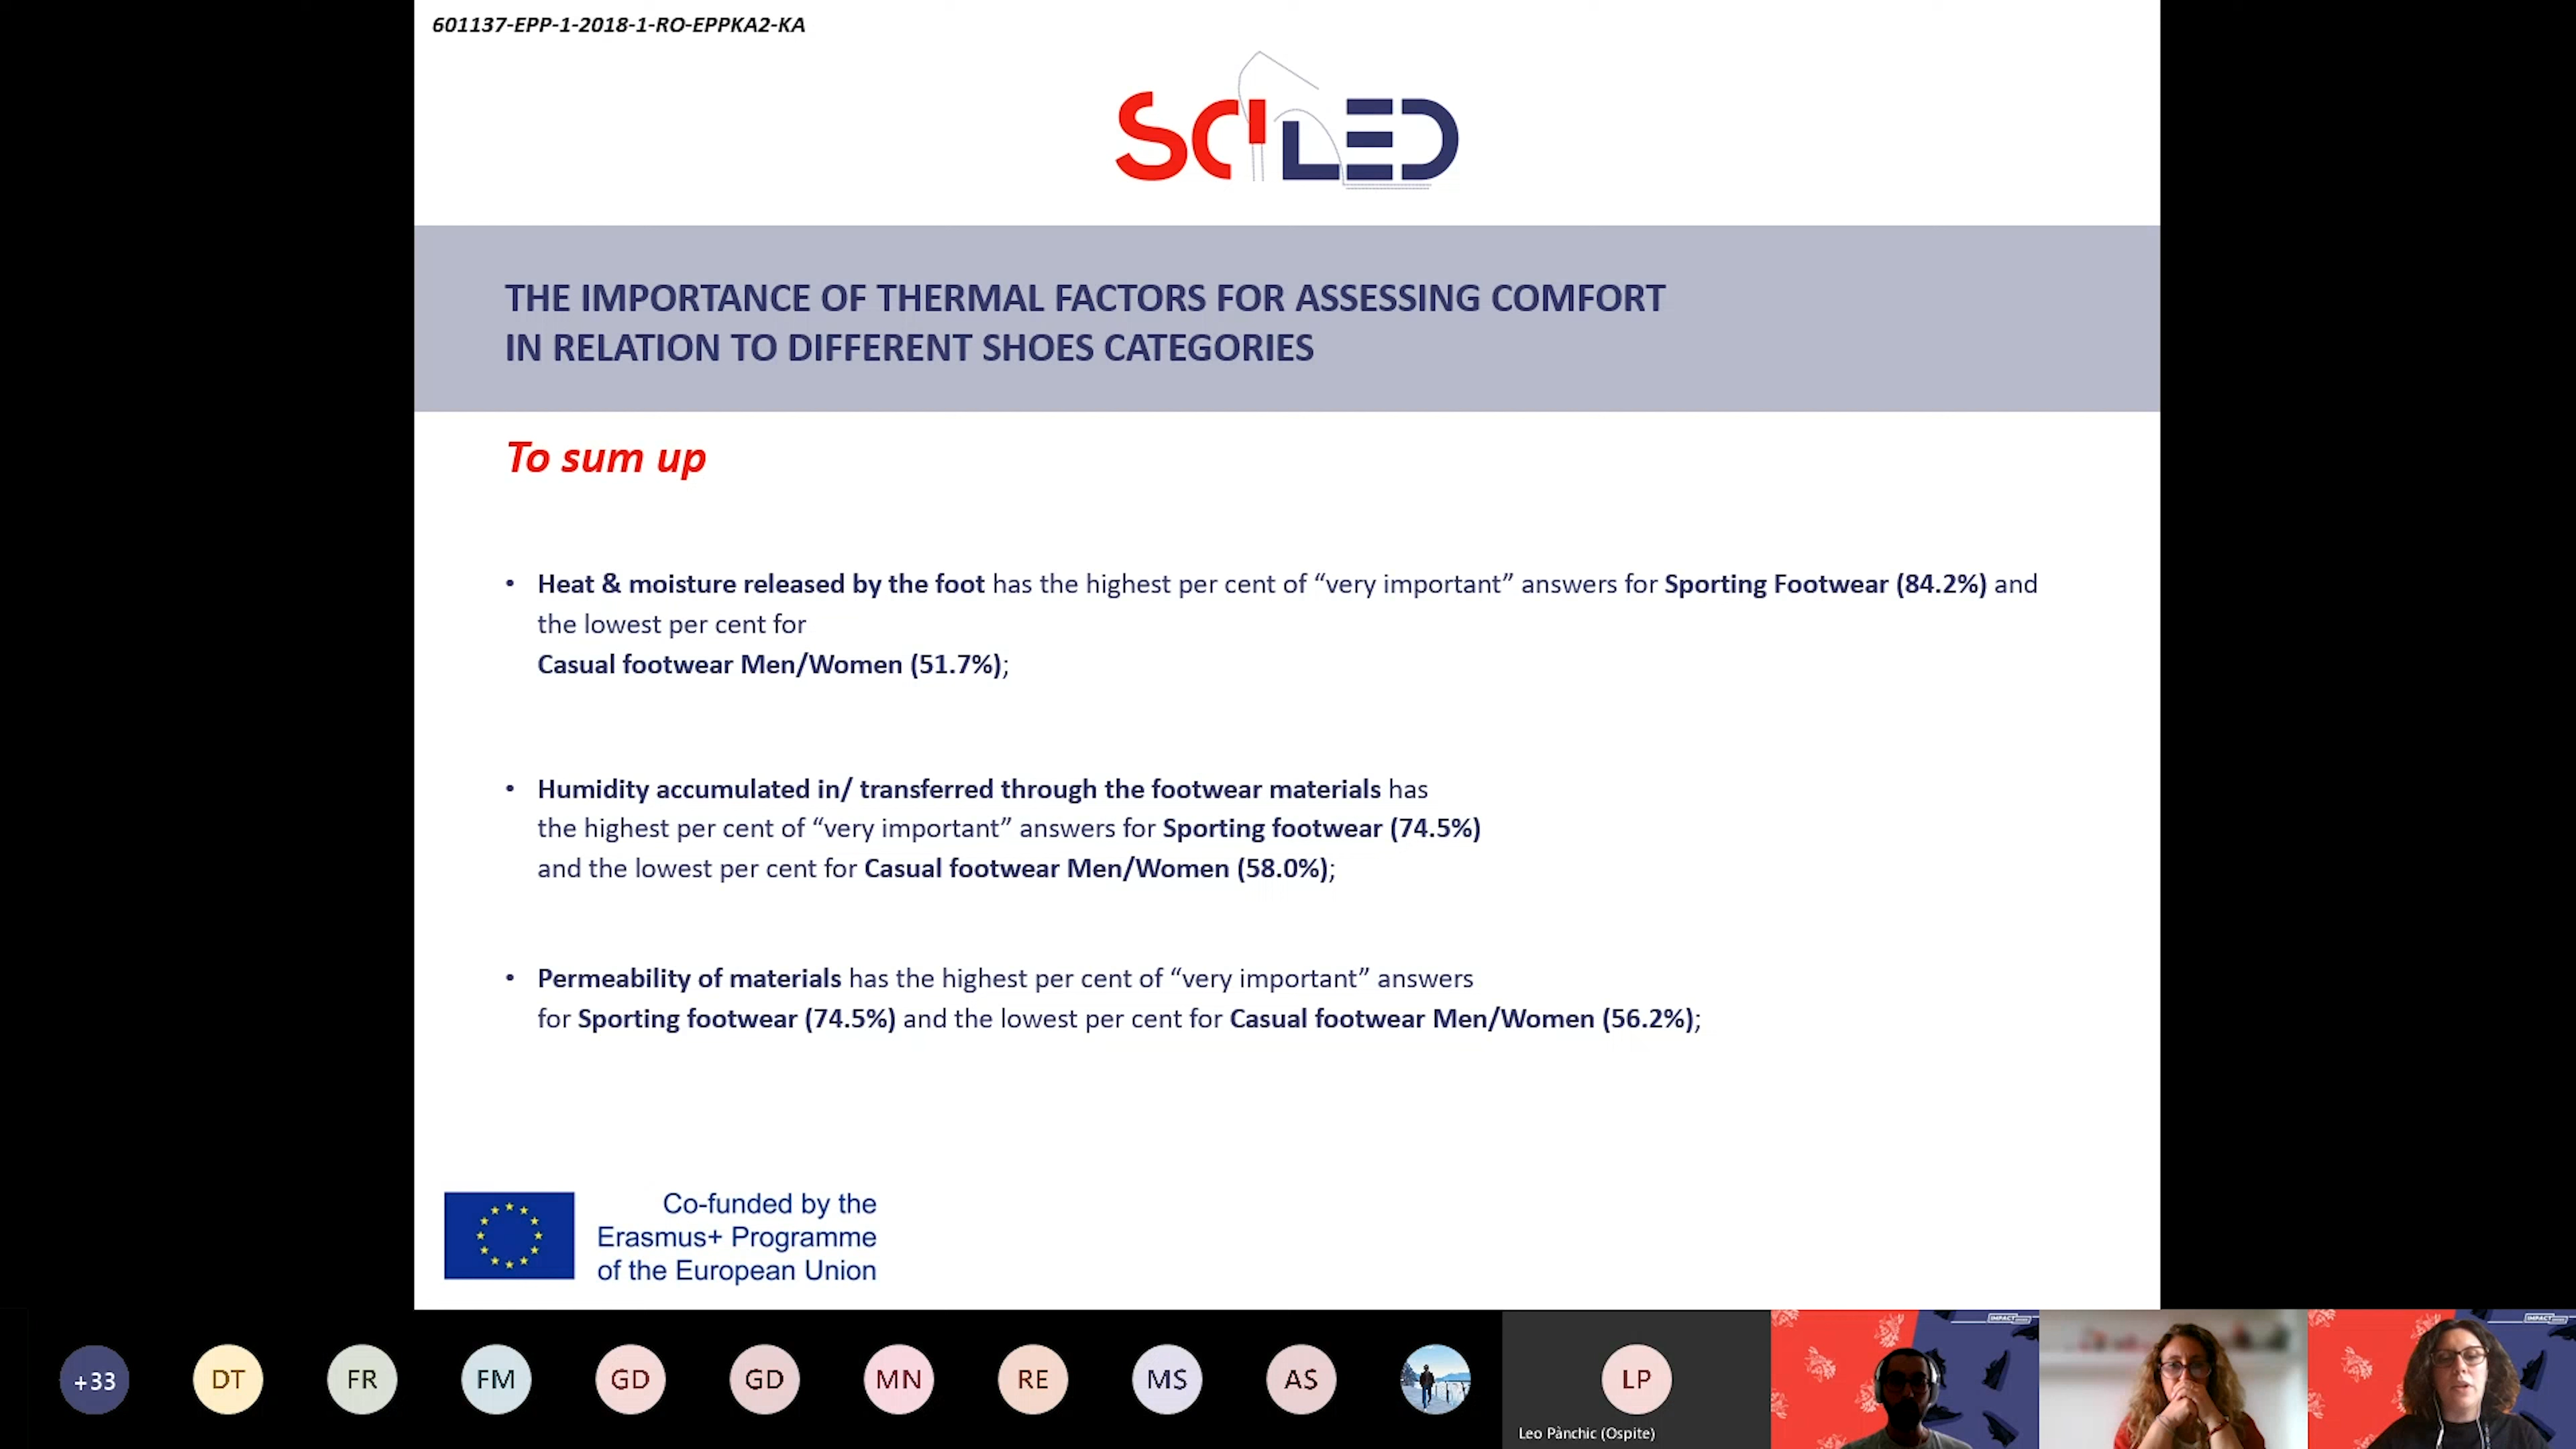 601137-EPP-1-2018-1-RO-EPPKA2-KA
SCILED
THE IMPORTANCE OF THERMAL FACTORS FOR ASSESSING COMFORT
IN RELATION TO DIFFERENT SHOES CATEGORIES
To sum up
• Heat & moisture released by the foot has the highest per cent of “very important” answers for Sporting Footwear (84.2%) and
the lowest per cent for
Casual footwear Men/Women (51.7%);
• Humidity accumulated in/ transferred through the footwear materials has
the highest per cent of “very important” answers for Sporting footwear (74.5%)
and the lowest per cent for Casual footwear Men/Women (58.0%);
• Permeability of materials has the highest per cent of “very important” answers
for Sporting footwear (74.5%) and the lowest per cent for Casual footwear Men/Women (56.2%);
Co-funded by the
Erasmus+ Programme
of the European Union
+33
DT
FR
FM
GD
GD
MN
RE
MS
AS
LP
Leo Pànchic (Ospite)
IMPACT
IMPACT